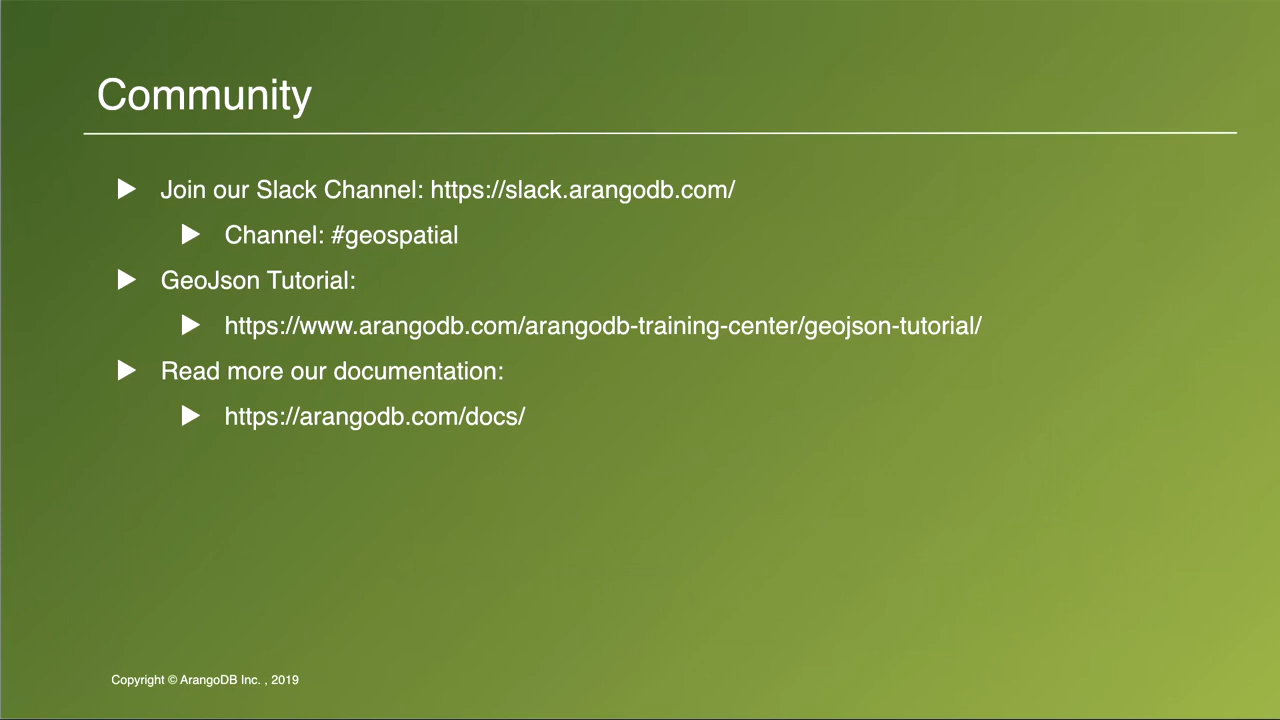 Community
Join our Slack Channel: https://slack.arangodb.com/
Channel: #geospatial
GeoJson Tutorial:
https://www.arangodb.com/arangodb-training-center/geojson-tutorial/
Read more our documentation:
https://arangodb.com/docs/
Copyright © ArangoDB Inc. , 2019